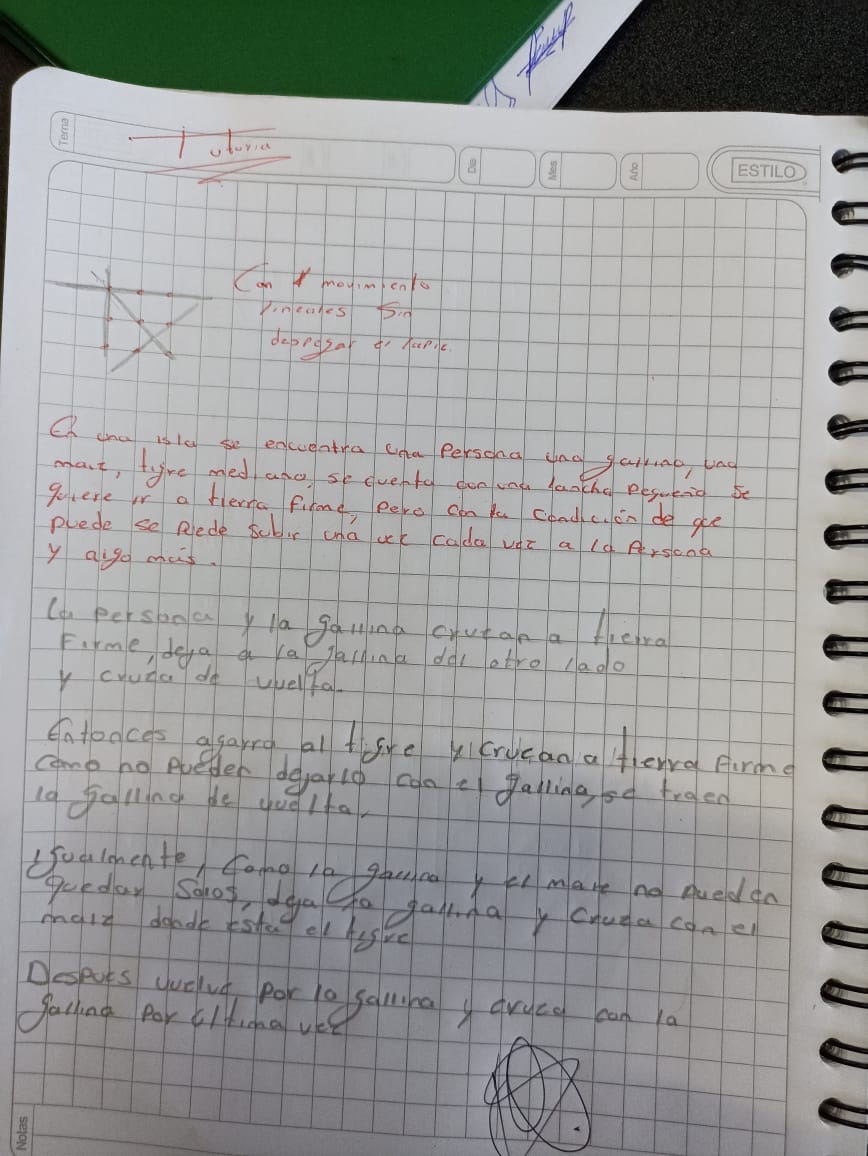 Tema
Tutoria
Dia
Mes
Año
ESTILO
Con 4 movimiento
lineales sin
despegar el lapic.
En una isla se encuentra una Persona una gallina, una
maiz, tigre mediano, se cuenta con una lancha pequeña se
quiere ir a tierra firme, pero con la condición de que
puede se puede subir una vez cada vez a la Persona
y algo más.
La persona y la gallina cruzan a tierra
Firme, deja a la gallina del otro lado
y cruza de vuelta.
Entonces agarra al tigre y cruzan a tierra firme
como no pueden dejarlo con el gallina, se traen
la gallina de vuelta.
igualmente, como la gallina y el maiz no pueden
quedar solos, deja la gallina y cruza con el
maiz donde esta el tigre
Despues vuelve por la gallina y cruza con la
gallina por última vez
Notas